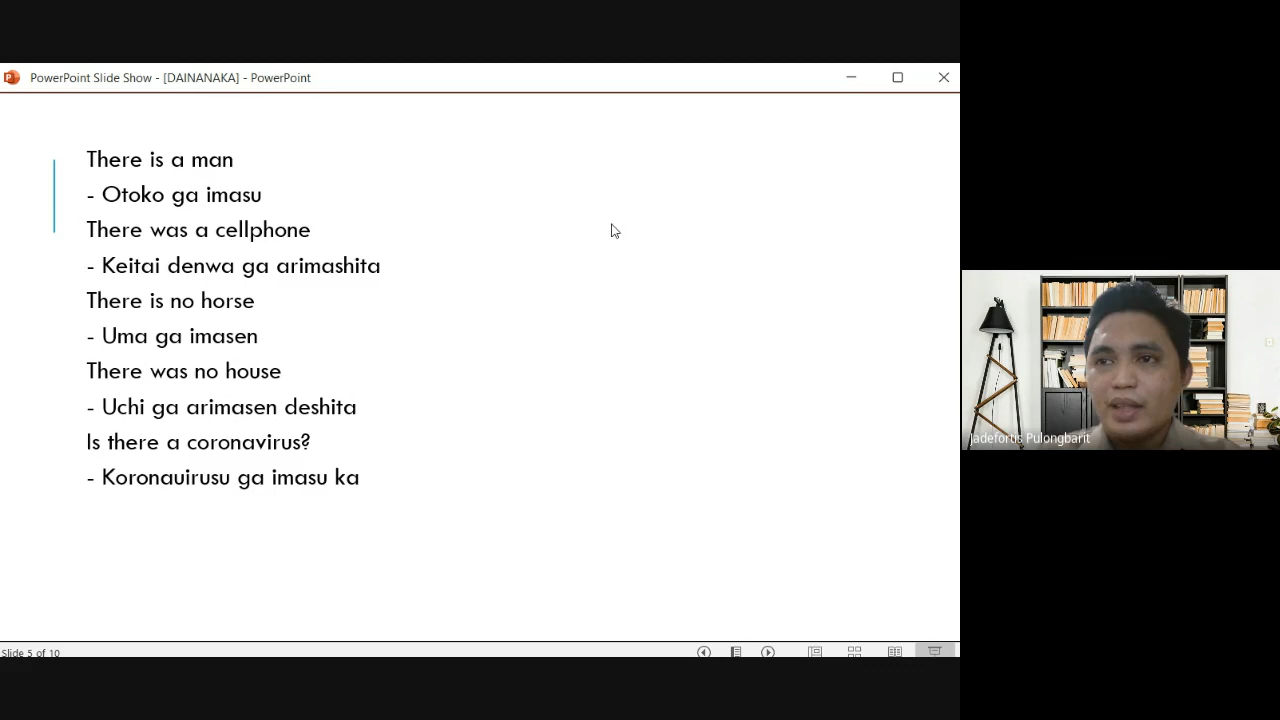 PowerPoint Slide Show - [DAINANAKA] - PowerPoint
There is a man
- Otoko ga imasu
There was a cellphone
- Keitai denwa ga arimashita
There is no horse
- Uma ga imasen
There was no house
- Uchi ga arimasen deshita
Is there a coronavirus?
- Koronauirusu ga imasu ka
Jadefortis Pulongbarit
Slide 5 of 10